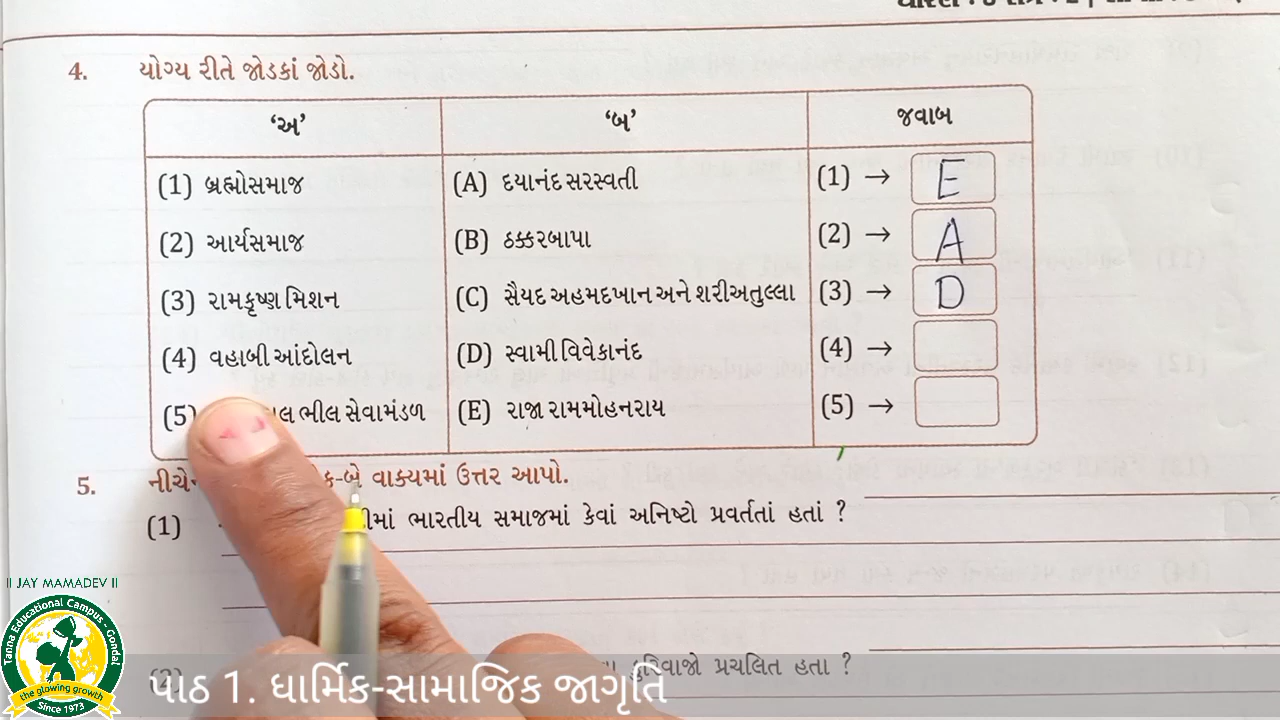 4. યોગ્ય રીતે જોડકાં જોડો.
‘અ’ ‘બ’ જવાબ
(1) બ્રહ્મોસમાજ (A) દયાનંદ સરસ્વતી (1) → E
(2) આર્યસમાજ (B) ઠક્કરબાપા (2) → A
(3) રામકૃષ્ણ મિશન (C) સૈયદ અહમદખાન અને શરીઅતુલ્લા (3) → D
(4) વહાબી આંદોલન (D) સ્વામી વિવેકાનંદ (4) →
(5) ભીલ સેવામંડળ (E) રાજા રામમોહનરાય (5) →
5. વાક્યમાં ઉત્તર આપો.
(1) ભારતીય સમાજમાં કેવાં અનિષ્ટો પ્રવર્તતાં હતાં ?
(2) કુરિવાજો પ્રચલિત હતા ?
॥ JAY MAMADEV ॥
Tanna Educational Campus - Gondal
the glowing growth
Since 1973
પાઠ 1. ધાર્મિક-સામાજિક જાગૃતિ